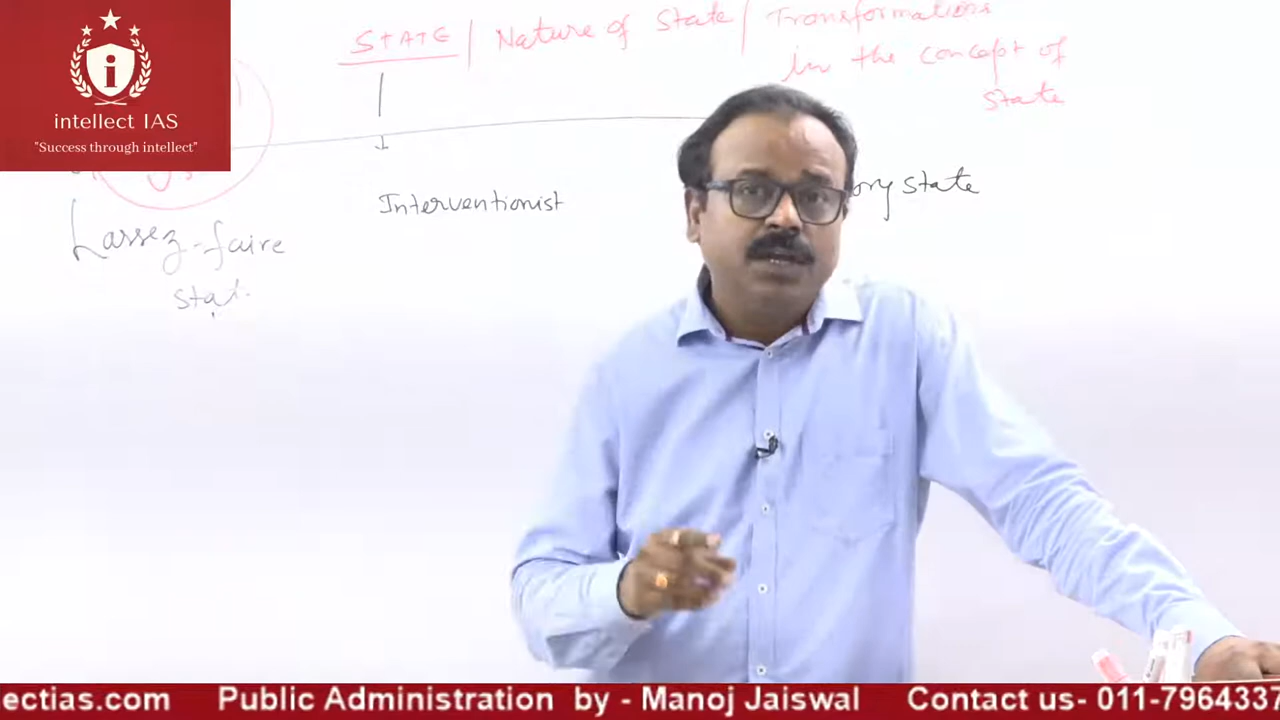 intellect IAS
"Success through intellect"
STATE | Nature of State | Transformations
in the concept of
state
Interventionist
ory state
Lassez-faire
stat
ectias.com Public Administration by - Manoj Jaiswal Contact us- 011-7964337